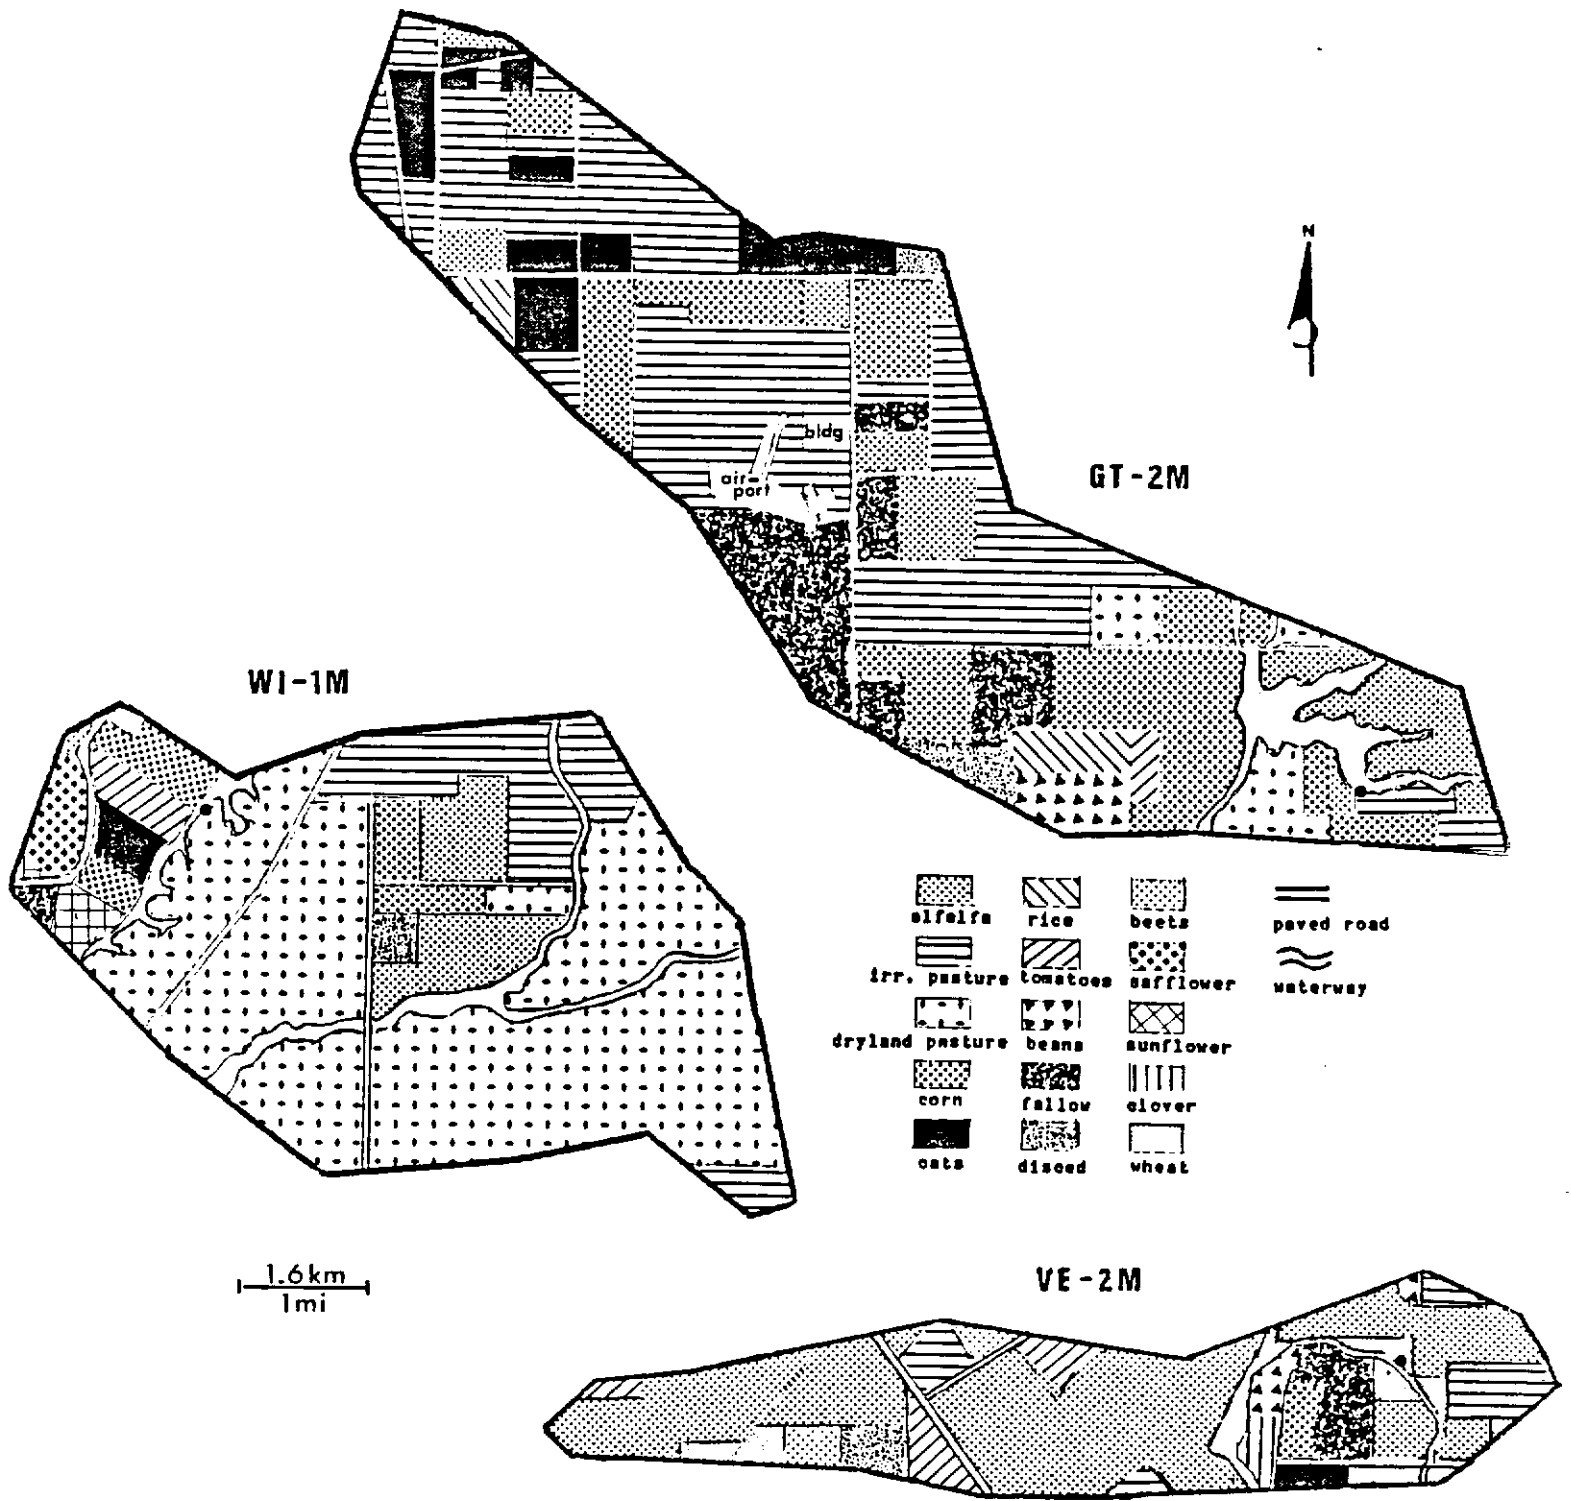 N
bldg
air-
port
GT-2M
WI-1M
alfalfa
rice
beets
paved road
irr. pasture
tomatoes
safflower
waterway
dryland pasture
beans
sunflower
corn
fallow
clover
oats
disced
wheat
1.6km
1mi
VE-2M